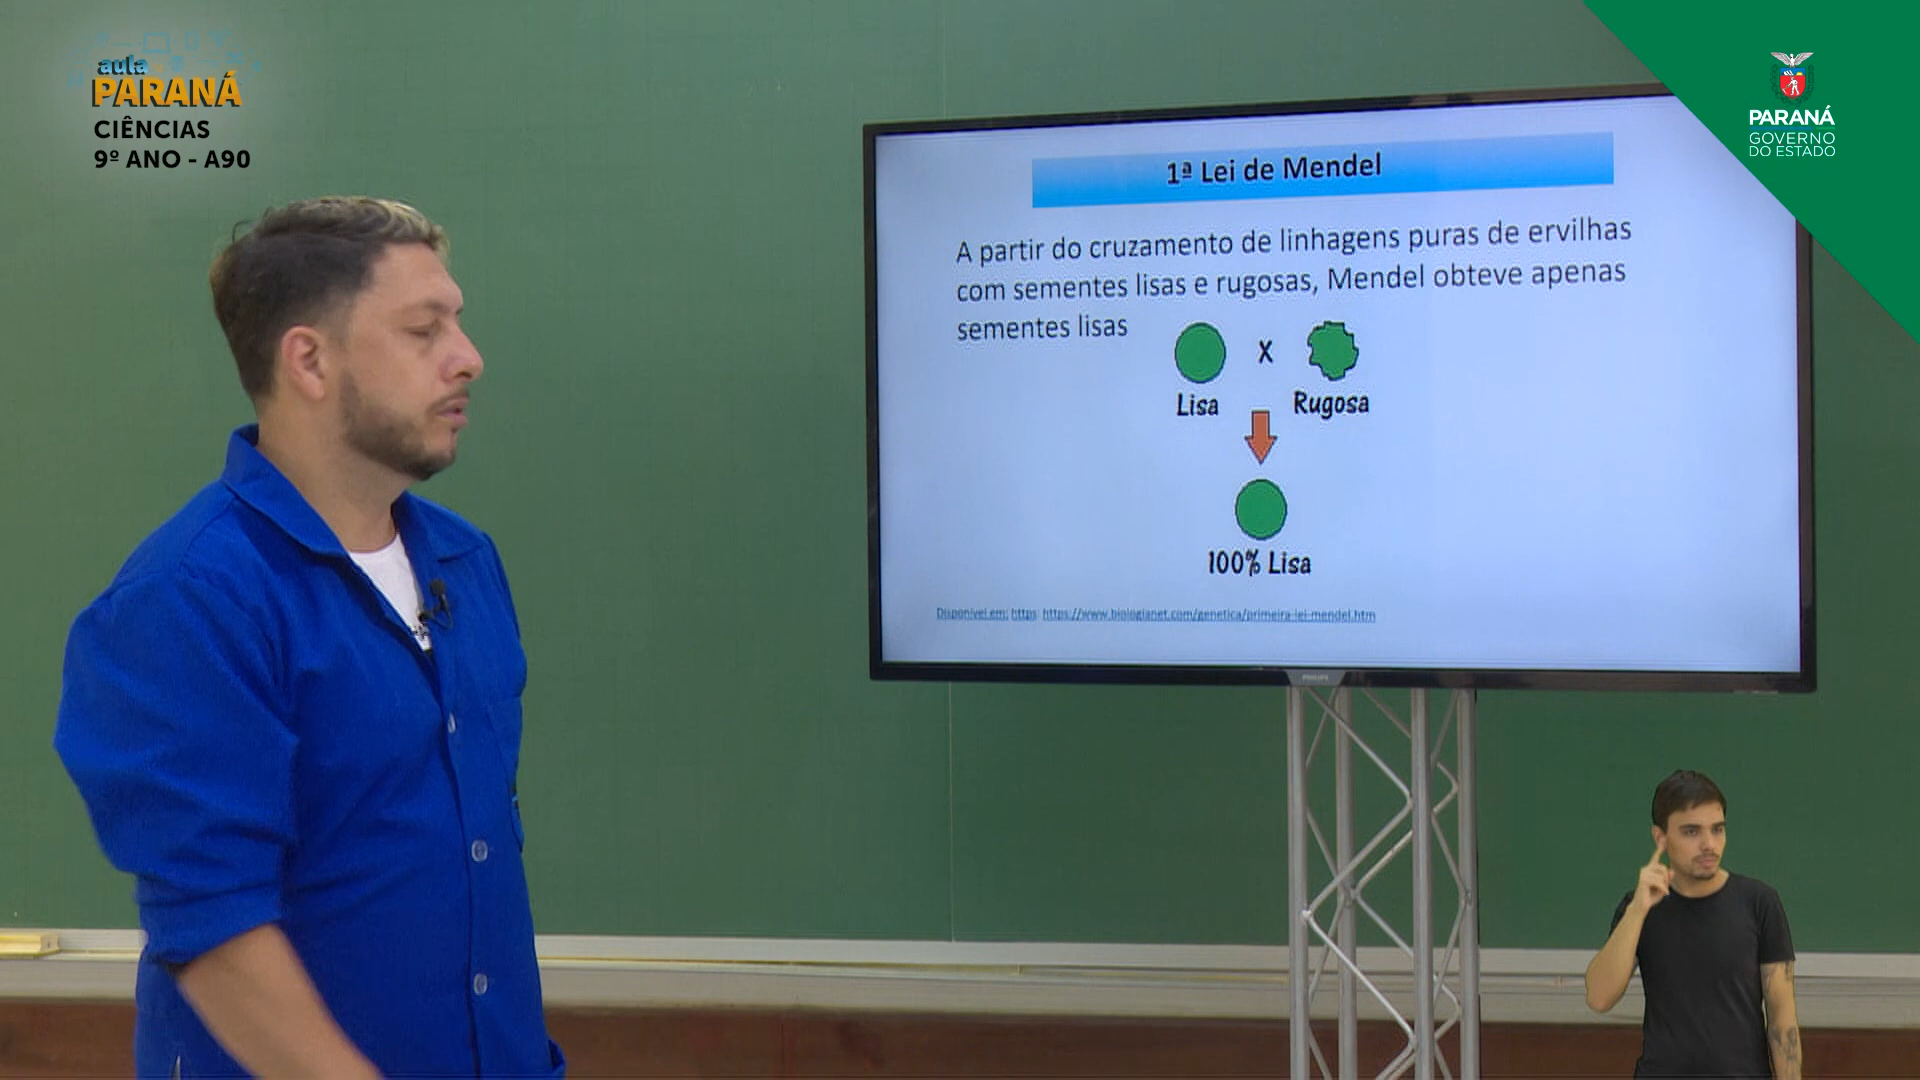 aula
PARANÁ
CIÊNCIAS
9º ANO - A90
PARANÁ
GOVERNO
DO ESTADO
1ª Lei de Mendel
A partir do cruzamento de linhagens puras de ervilhas
com sementes lisas e rugosas, Mendel obteve apenas
sementes lisas
X
Lisa
Rugosa
100% Lisa
Disponível em: https: https://www.biologianet.com/genetica/primeira-lei-mendel.htm
PHILIPS